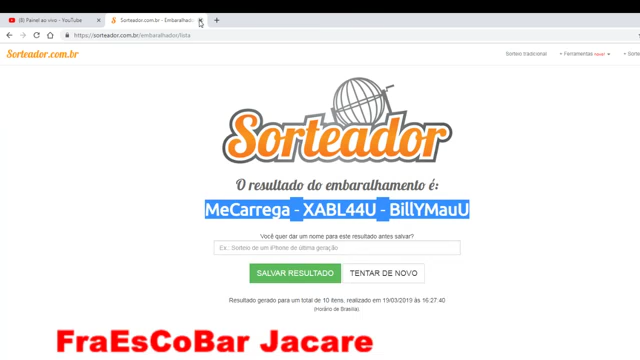 (8) Painel ao vivo - YouTube
Sorteador.com.br - Embaralhador
https://sorteador.com.br/embaralhador/lista
Sorteador.com.br
Sorteio tradicional
+ Ferramentas novo!
+ Sorte
Sorteador
O resultado do embaralhamento é:
MeCarrega - XABL44U - BillYMauU
Você quer dar um nome para este resultado antes salvar?
Ex.: Sorteio de um iPhone de última geração
SALVAR RESULTADO
TENTAR DE NOVO
Resultado gerado para um total de 10 itens, realizado em 19/03/2019 às 16:27:40
(Horário de Brasília).
FraEsCoBar Jacare